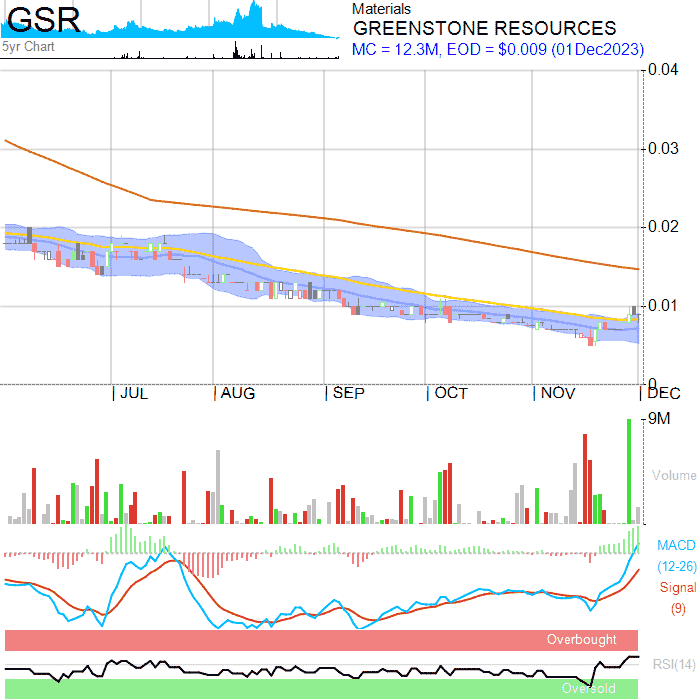 GSR
5yr Chart
Materials
GREENSTONE RESOURCES
MC = 12.3M, EOD = $0.009 (01Dec2023)
0.04
0.03
0.02
0.01
0
JUL
AUG
SEP
OCT
NOV
DEC
9M
Volume
MACD
(12-26)
Signal
(9)
Overbought
RSI(14)
Oversold